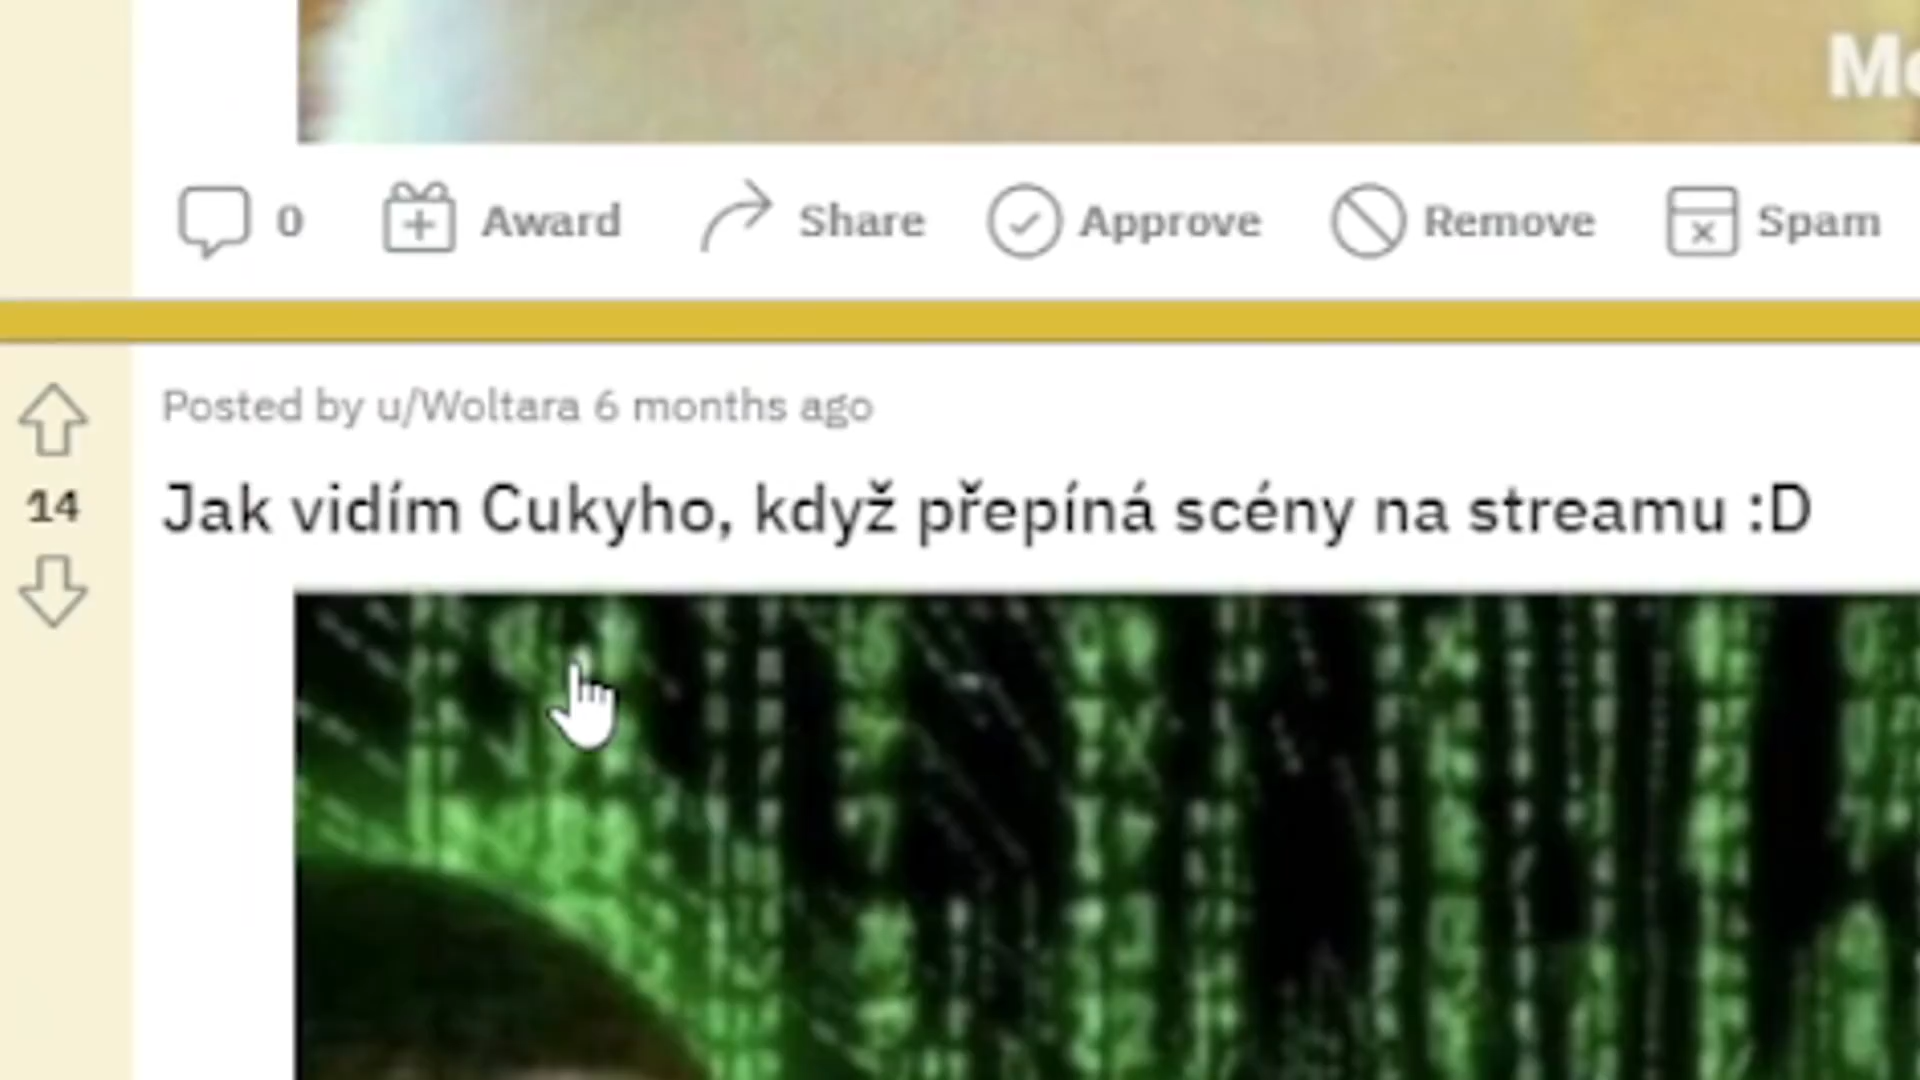 0 Award Share Approve Remove Spam
Posted by u/Woltara 6 months ago
14
Jak vidím Cukyho, když přepíná scény na streamu :D